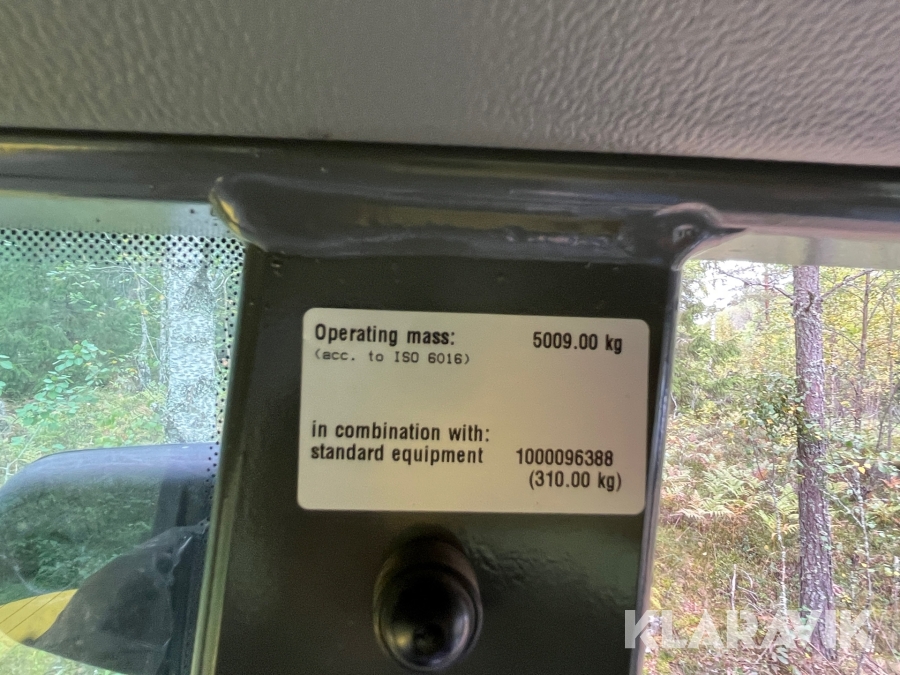 Operating mass: 5009.00 kg
(acc. to ISO 6016)
in combination with:
standard equipment 1000096388
(310.00 kg)
KLARAVIK